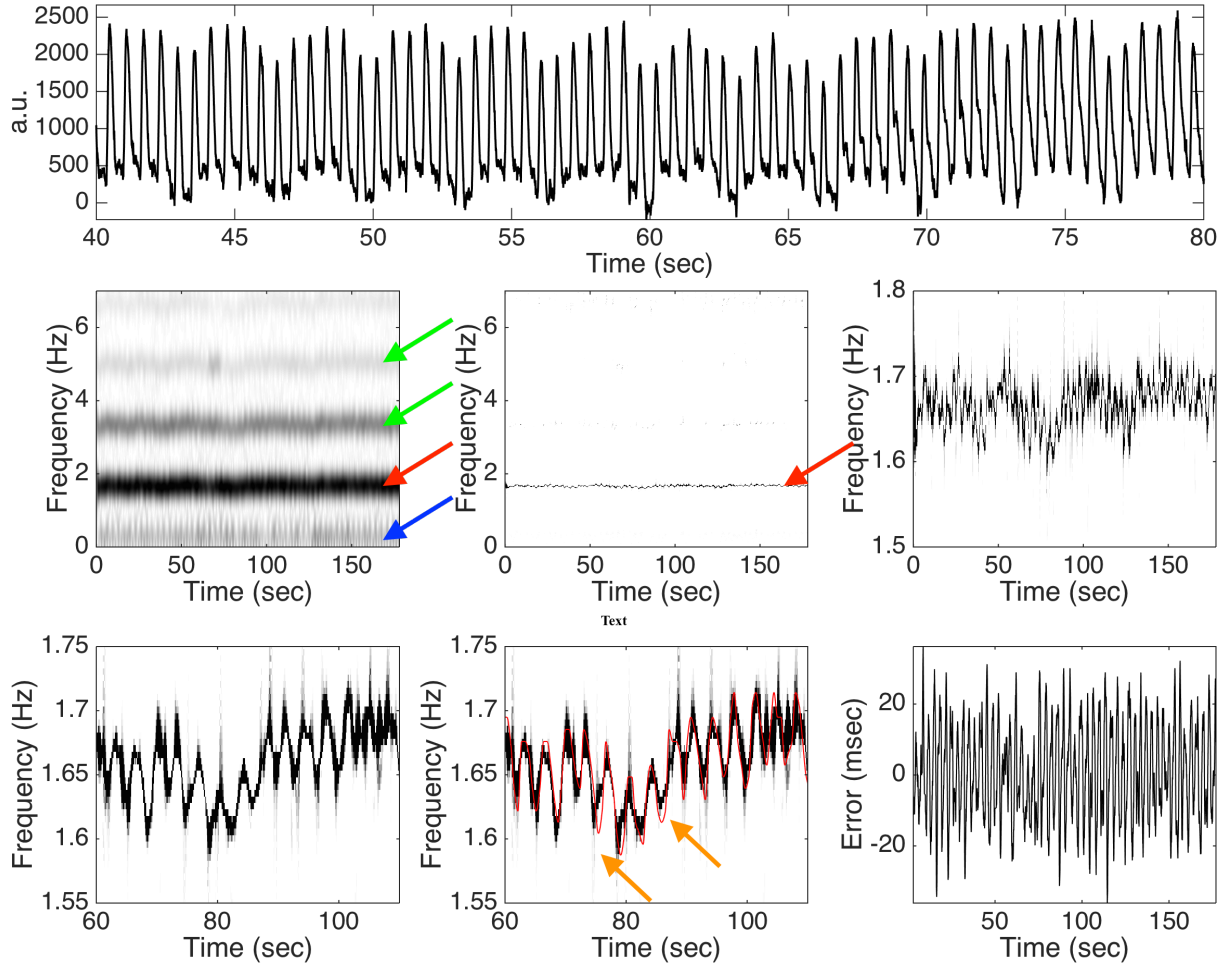 2500
2000
1500
1000
500
0
a.u.
40 45 50 55 60 65 70 75 80
Time (sec)
6
4
2
0
Frequency (Hz)
0 50 100 150
Time (sec)
6
4
2
0
Frequency (Hz)
0 50 100 150
Time (sec)
1.8
1.7
1.6
1.5
Frequency (Hz)
0 50 100 150
Time (sec)
Text
1.75
1.7
1.65
1.6
1.55
Frequency (Hz)
60 80 100
Time (sec)
1.75
1.7
1.65
1.6
1.55
Frequency (Hz)
60 80 100
Time (sec)
20
0
-20
Error (msec)
50 100 150
Time (sec)